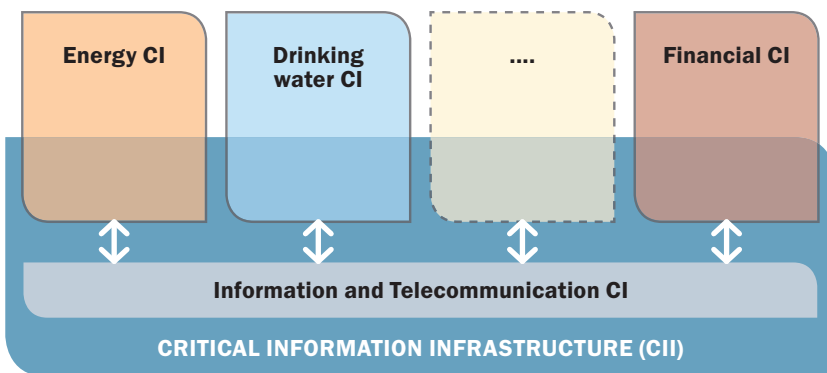 Energy CI
Drinking
water CI
....
Financial CI
Information and Telecommunication CI
CRITICAL INFORMATION INFRASTRUCTURE (CII)